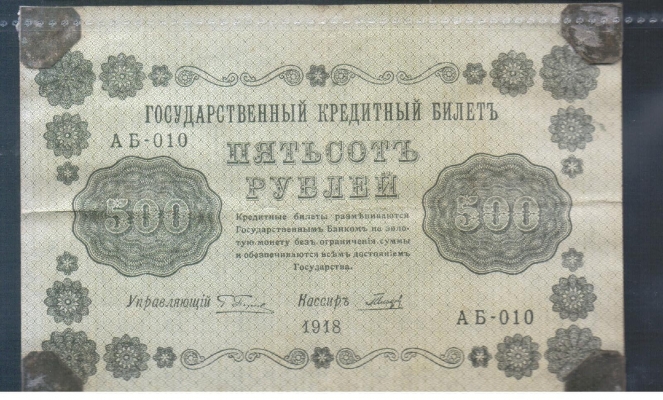 ГОСУДАРСТВЕННЫЙ КРЕДИТНЫЙ БИЛЕТЪ
АБ-010
ПЯТЬСОТЪ
РУБЛЕЙ
500
500
Кредитные билеты размѣниваются
Государственнымъ Банкомъ на золо-
тую монету безъ ограниченія суммы
и обезпечиваются всѣмъ достояніемъ
Государства.
Управляющій
Кассиръ
1918
АБ-010